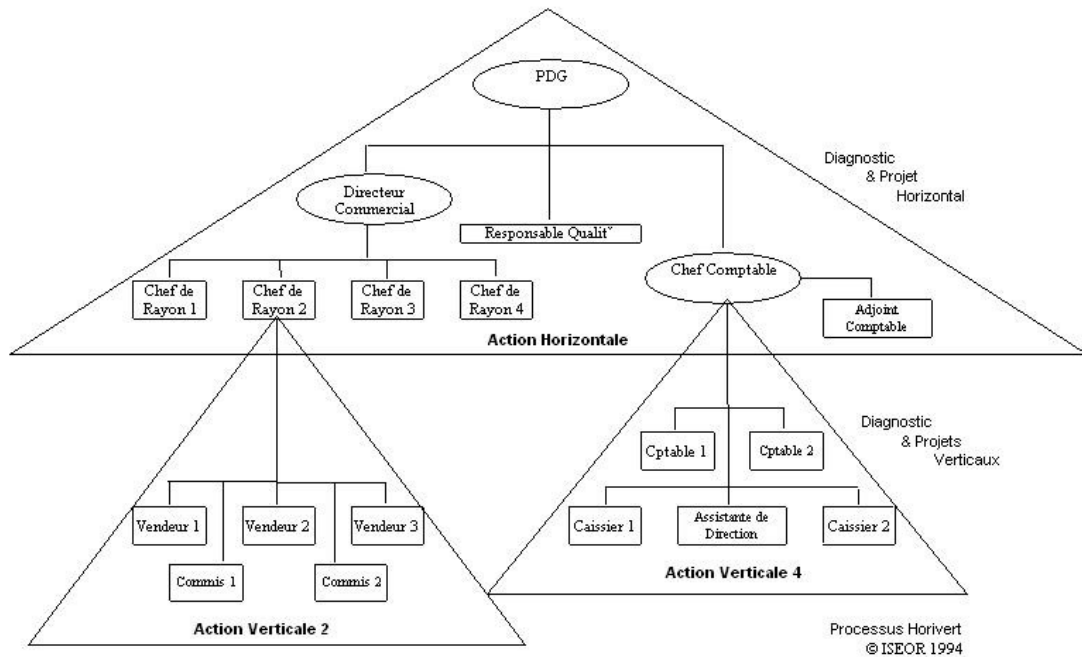 PDG
Diagnostic
& Projet
Horizontal
Directeur
Commercial
Responsable Qualit˝
Chef Comptable
Chef de
Rayon 1
Chef de
Rayon 2
Chef de
Rayon 3
Chef de
Rayon 4
Adjoint
Comptable
Action Horizontale
Diagnostic
& Projets
Verticaux
Cptable 1
Cptable 2
Vendeur 1
Vendeur 2
Vendeur 3
Caissier 1
Assistante de
Direction
Caissier 2
Commis 1
Commis 2
Action Verticale 4
Action Verticale 2
Processus Horivert
© ISEOR 1994